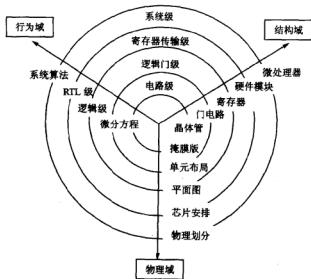 系统级
行为域
寄存器传输级
结构域
逻辑门级
系统算法
微处理器
电路级
RTL 级
硬件模块
逻辑级
寄存器
微分方程
门电路
晶体管
掩膜版
单元布局
平面图
芯片安排
物理划分
物理域